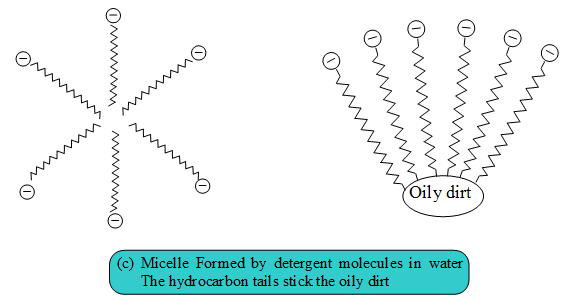 Oily dirt
(c) Micelle Formed by detergent molecules in water
The hydrocarbon tails stick the oily dirt